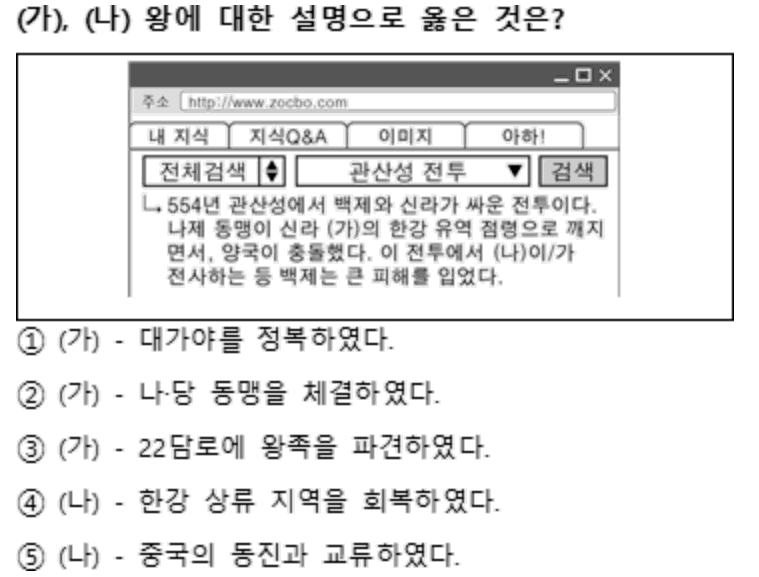 (가), (나) 왕에 대한 설명으로 옳은 것은?
주소 http://www.zocbo.com
내 지식 지식Q&A 이미지 아하!
전체검색 관산성 전투 검색
554년 관산성에서 백제와 신라가 싸운 전투이다.
나제 동맹이 신라 (가)의 한강 유역 점령으로 깨지
면서, 양국이 충돌했다. 이 전투에서 (나)이/가
전사하는 등 백제는 큰 피해를 입었다.
① (가) - 대가야를 정복하였다.
② (가) - 나·당 동맹을 체결하였다.
③ (가) - 22담로에 왕족을 파견하였다.
④ (나) - 한강 상류 지역을 회복하였다.
⑤ (나) - 중국의 동진과 교류하였다.